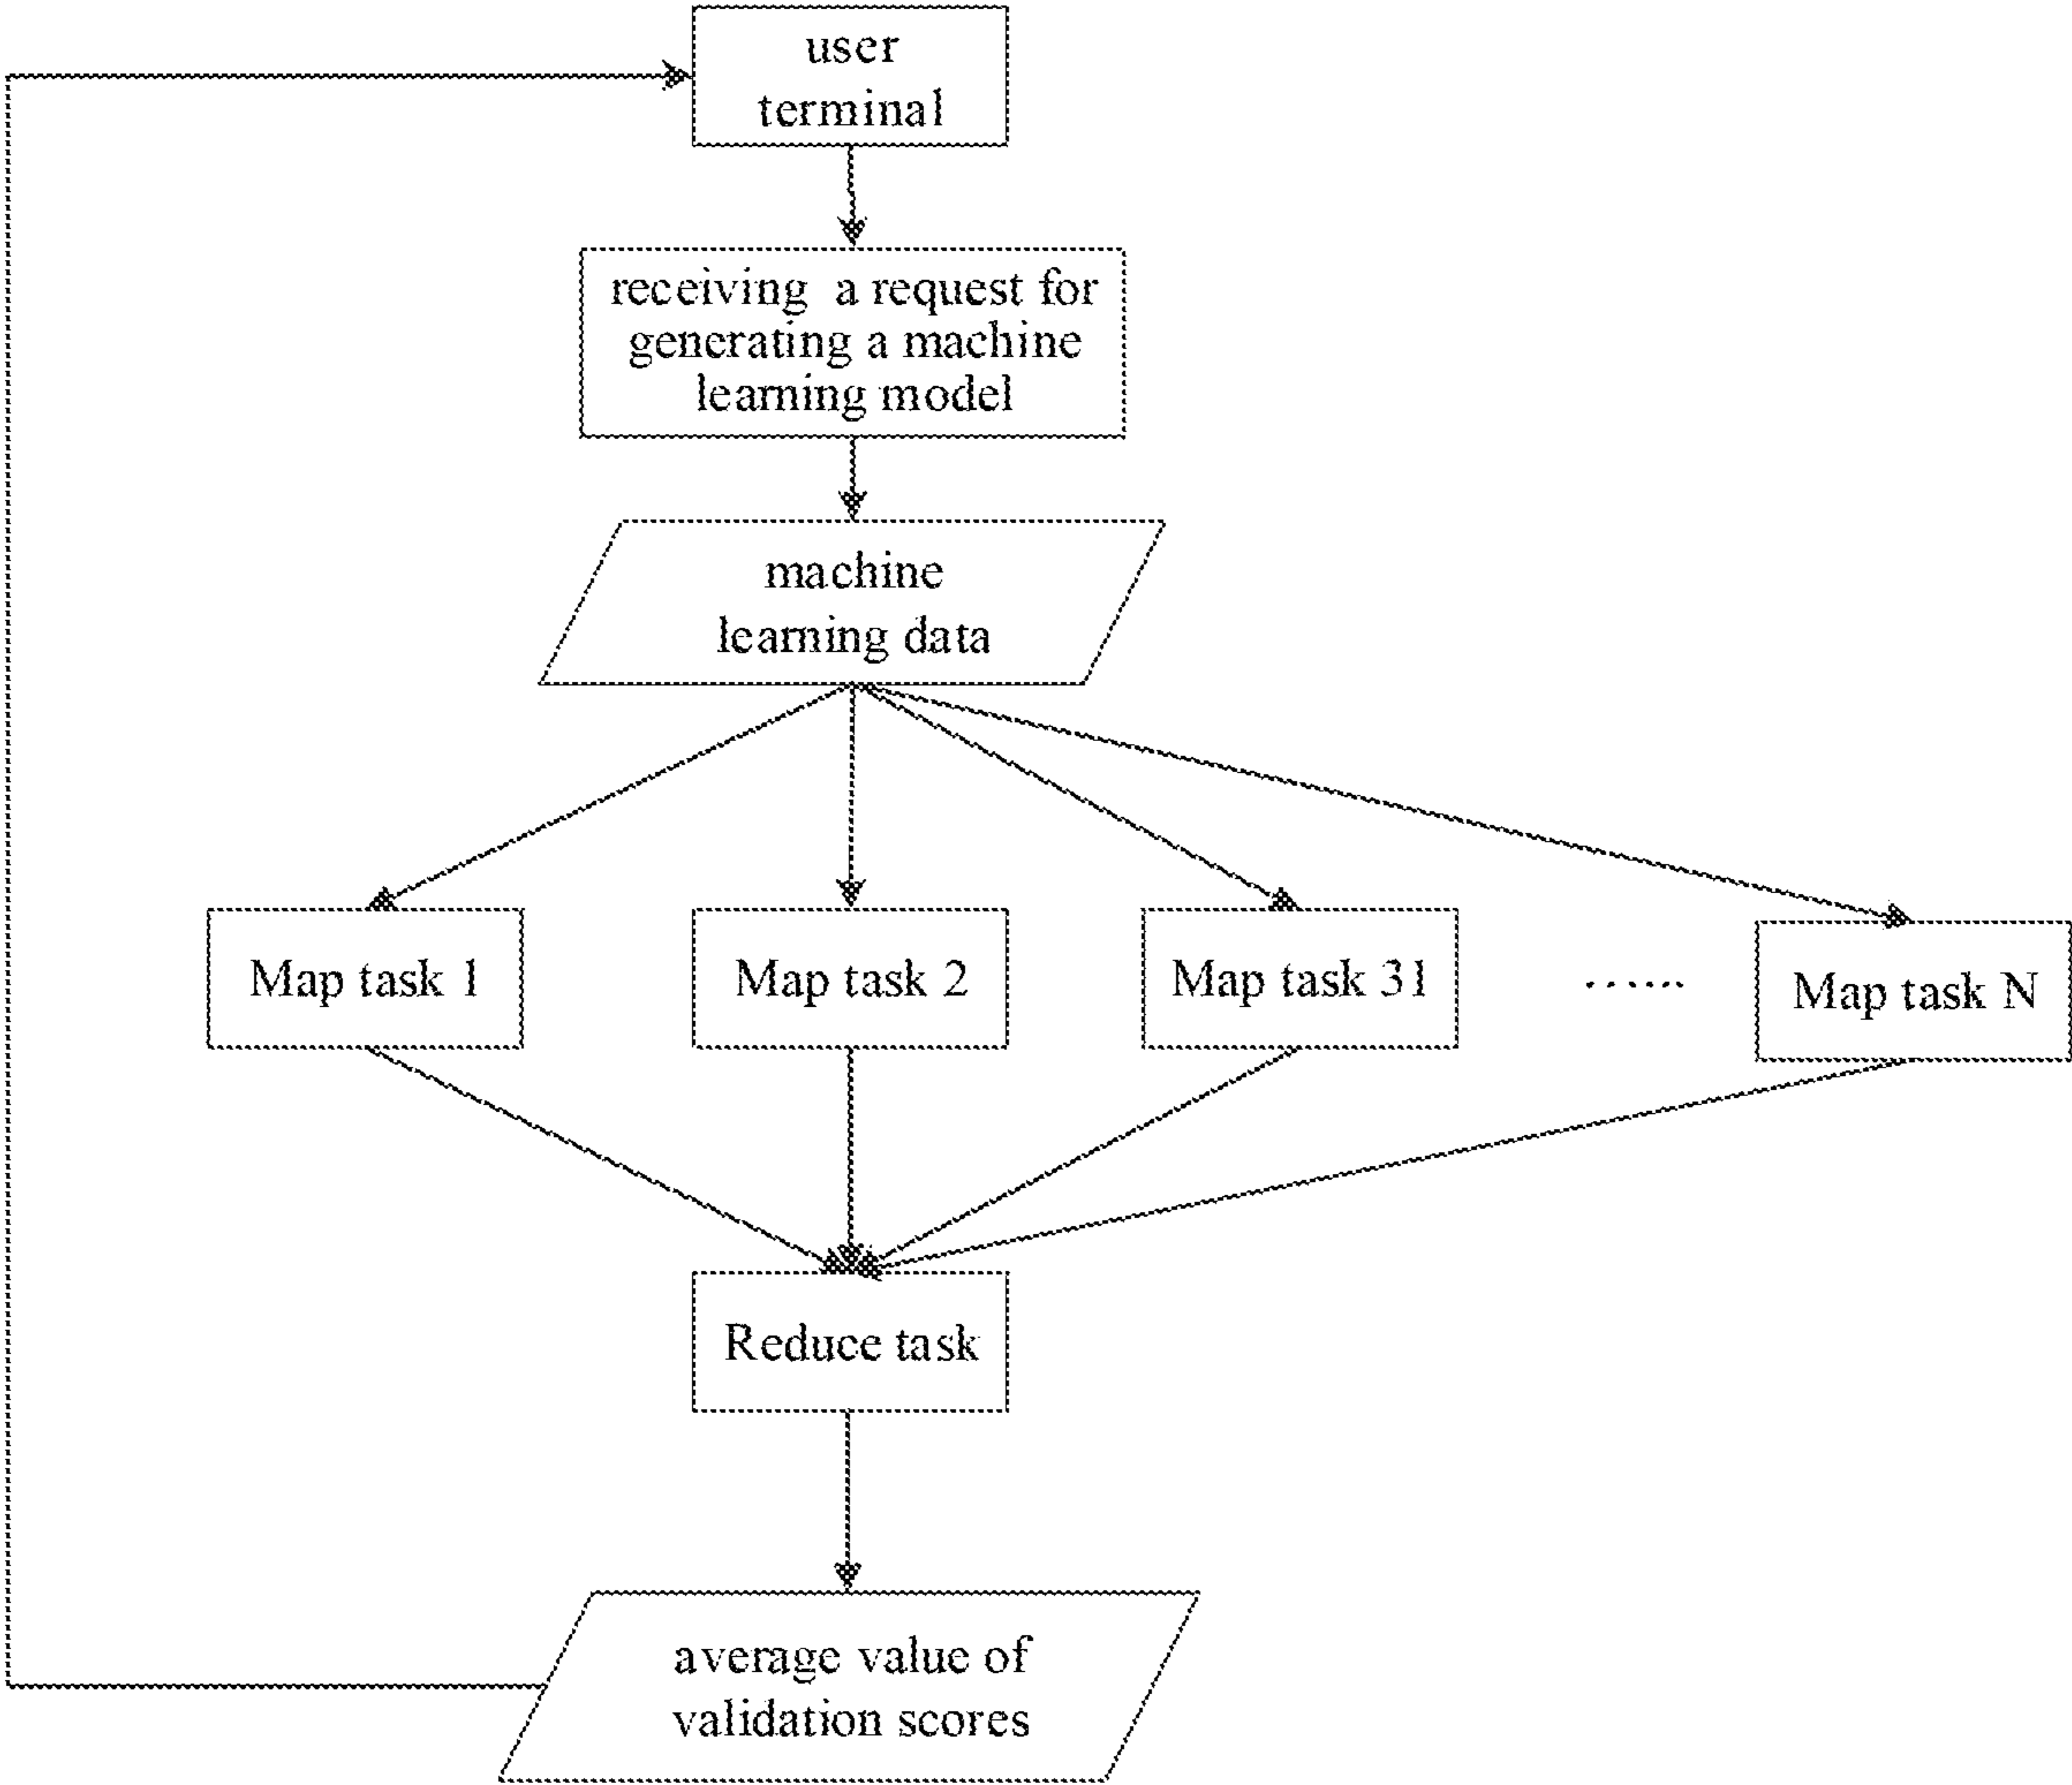 user
terminal
receiving a request for
generating a machine
learning model
machine
learning data
Map task 1
Map task 2
Map task 31
......
Map task N
Reduce task
average value of
validation scores